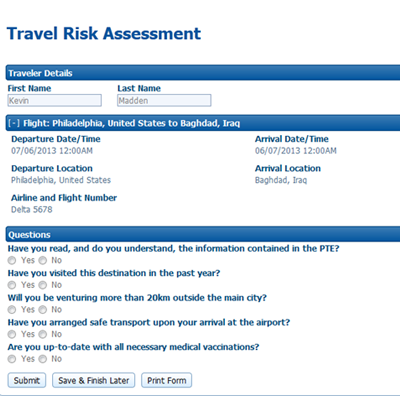 Travel Risk Assessment
Traveler Details
First Name Last Name
Kevin Madden
[-] Flight: Philadelphia, United States to Baghdad, Iraq
Departure Date/Time Arrival Date/Time
07/06/2013 12:00AM 06/07/2013 12:00AM
Departure Location Arrival Location
Philadelphia, United States Baghdad, Iraq
Airline and Flight Number
Delta 5678
Questions
Have you read, and do you understand, the information contained in the PTE?
Yes No
Have you visited this destination in the past year?
Yes No
Will you be venturing more than 20km outside the main city?
Yes No
Have you arranged safe transport upon your arrival at the airport?
Yes No
Are you up-to-date with all necessary medical vaccinations?
Yes No
Submit Save & Finish Later Print Form